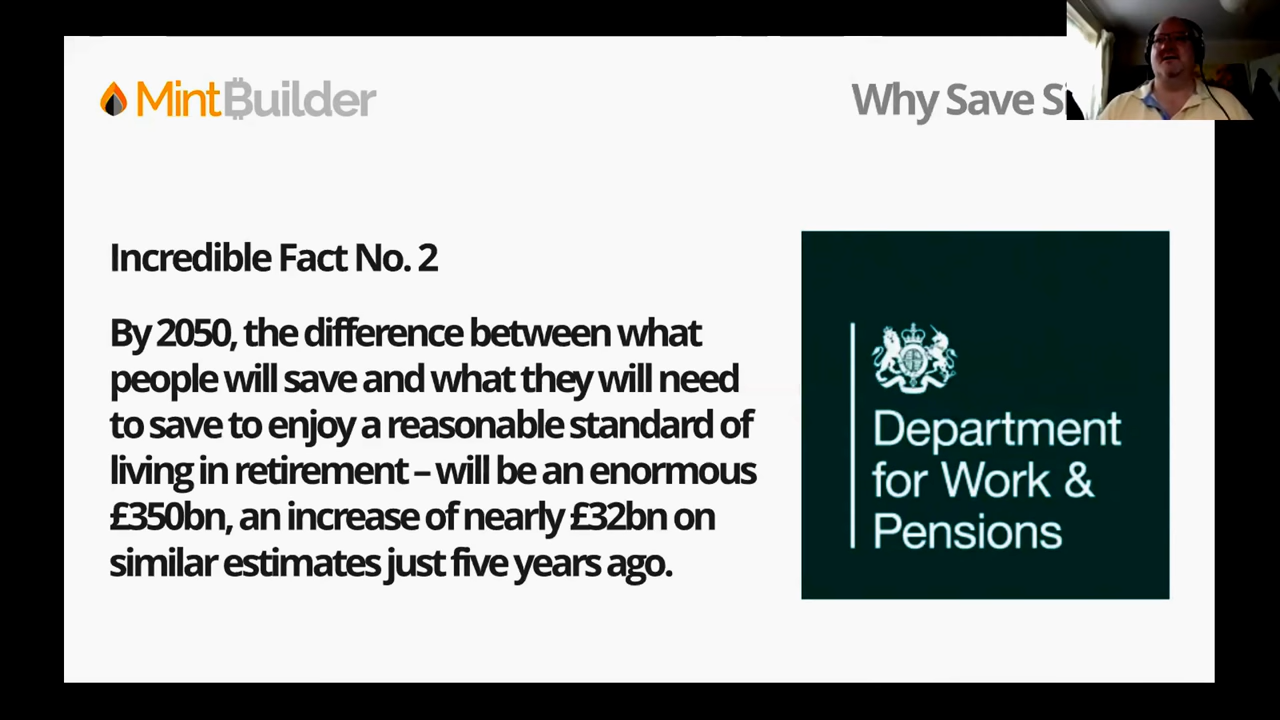 MintBuilder
Why Save
Incredible Fact No. 2
By 2050, the difference between what
people will save and what they will need
to save to enjoy a reasonable standard of
living in retirement – will be an enormous
£350bn, an increase of nearly £32bn on
similar estimates just five years ago.
Department
for Work &
Pensions